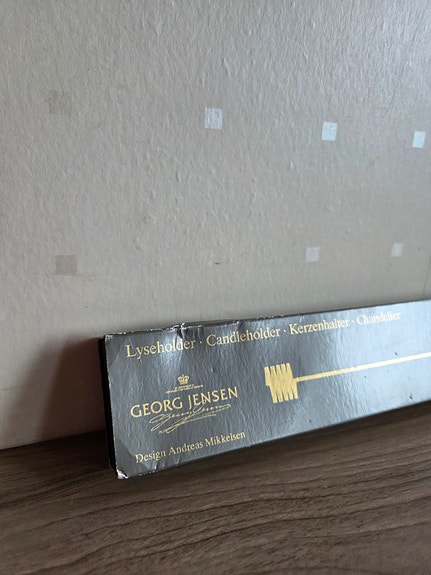 Lyseholder · Candleholder · Kerzenhalter · Chandelier
GEORG JENSEN
Design Andreas Mikkelsen